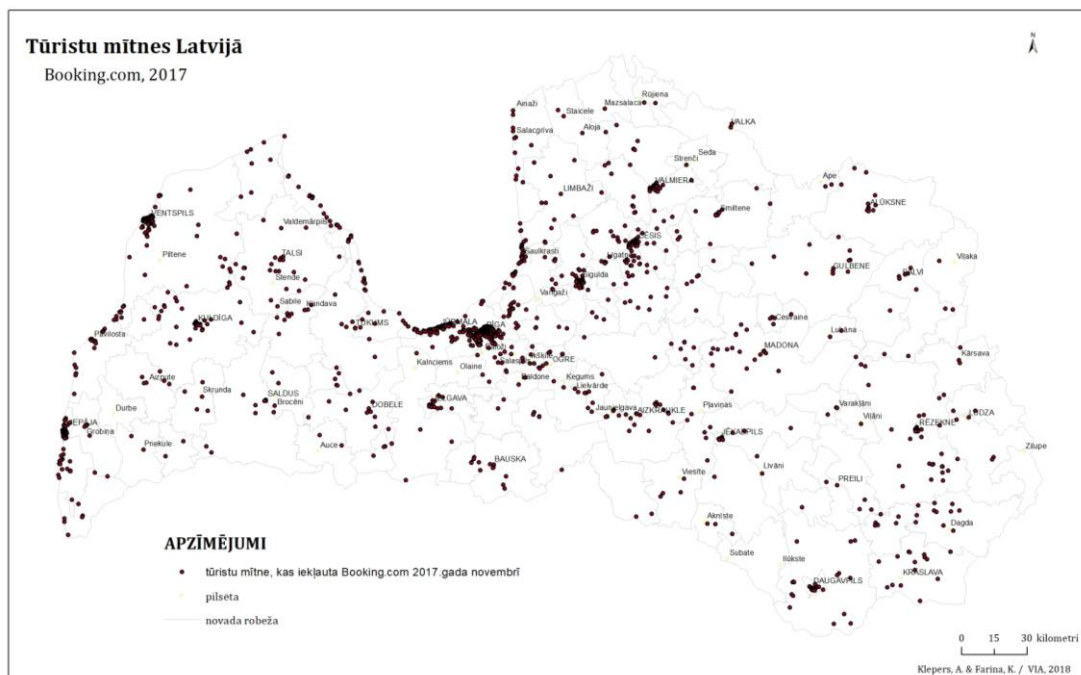 Tūristu mītnes Latvijā
Booking.com, 2017
N
Ainaži
Staicele
Mazsalaca
Rūjiena
Salacgrīva
Aloja
VALKA
Strenči
Seda
VALMIERA
Ape
LIMBAŽI
Smiltene
ALŪKSNE
VENTSPILS
Valdemārpils
CĒSIS
Piltene
TALSI
Saulkrasti
Līgatne
GULBENE
BALVI
Viļaka
Stende
Sigulda
Vangaži
Sabile
Kandava
Pāvilosta
KULDĪGA
TUKUMS
JŪRMALA
RĪGA
Cesvaine
Lubāna
MADONA
Kārsava
Kalnciems
Olaine
Baloži
Salaspils
Ikšķile
OGRE
Baldone
Ķegums
Lielvārde
Aizpute
Skrunda
SALDUS
Brocēni
DOBELE
JELGAVA
Jaunjelgava
AIZKRAUKLE
Pļaviņas
Varakļāni
Viļāni
LUDZA
RĒZEKNE
Durbe
LIEPĀJA
Grobiņa
Priekule
Auce
BAUSKA
JĒKABPILS
Zilupe
Viesīte
Līvāni
PREIĻI
Aknīste
Dagda
Subate
Ilūkste
KRĀSLAVA
DAUGAVPILS
APZĪMĒJUMI
tūristu mītne, kas iekļauta Booking.com 2017.gada novembrī
pilsēta
novada robeža
0 15 30 kilometri
Klepers, A. & Farina, K. / VIA, 2018